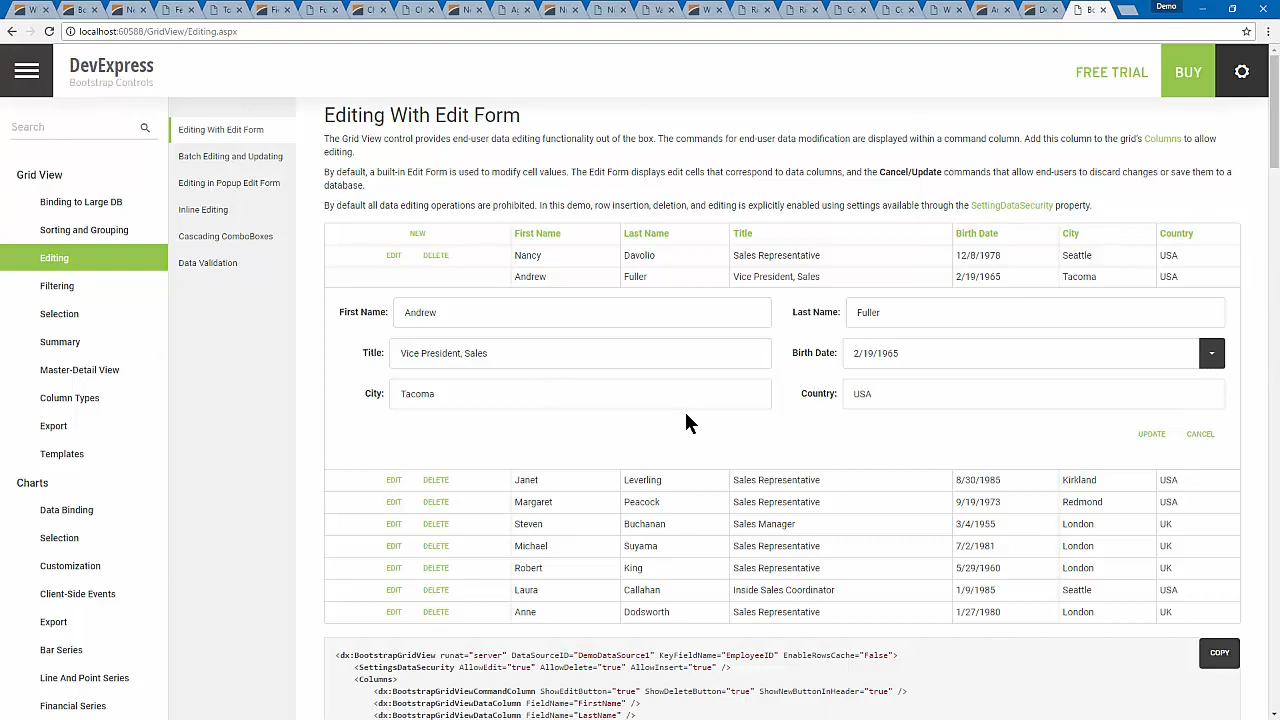 Demo
localhost:60588/GridView/Editing.aspx
DevExpress
Bootstrap Controls
FREE TRIAL
BUY
Search
Grid View
Binding to Large DB
Sorting and Grouping
Editing
Filtering
Selection
Summary
Master-Detail View
Column Types
Export
Templates
Charts
Data Binding
Selection
Customization
Client-Side Events
Export
Bar Series
Line And Point Series
Financial Series
Editing With Edit Form
Batch Editing and Updating
Editing in Popup Edit Form
Inline Editing
Cascading ComboBoxes
Data Validation
Editing With Edit Form
The Grid View control provides end-user data editing functionality out of the box. The commands for end-user data modification are displayed within a command column. Add this column to the grid's Columns to allow
editing.
By default, a built-in Edit Form is used to modify cell values. The Edit Form displays edit cells that correspond to data columns, and the Cancel/Update commands that allow end-users to discard changes or save them to a
database.
By default all data editing operations are prohibited. In this demo, row insertion, deletion, and editing is explicitly enabled using settings available through the SettingDataSecurity property.
NEW First Name Last Name Title Birth Date City Country
EDIT DELETE Nancy Davolio Sales Representative 12/8/1978 Seattle USA
Andrew Fuller Vice President, Sales 2/19/1965 Tacoma USA
First Name: Andrew Last Name: Fuller
Title: Vice President, Sales Birth Date: 2/19/1965
City: Tacoma Country: USA
UPDATE CANCEL
EDIT DELETE Janet Leverling Sales Representative 8/30/1985 Kirkland USA
EDIT DELETE Margaret Peacock Sales Representative 9/19/1973 Redmond USA
EDIT DELETE Steven Buchanan Sales Manager 3/4/1955 London UK
EDIT DELETE Michael Suyama Sales Representative 7/2/1981 London UK
EDIT DELETE Robert King Sales Representative 5/29/1960 London UK
EDIT DELETE Laura Callahan Inside Sales Coordinator 1/9/1985 Seattle USA
EDIT DELETE Anne Dodsworth Sales Representative 1/27/1980 London UK
COPY
<dx:BootstrapGridView runat="server" DataSourceID="DemoDataSource1" KeyFieldName="EmployeeID" EnableRowsCache="False">
<SettingsDataSecurity AllowEdit="true" AllowDelete="true" AllowInsert="true" />
<Columns>
<dx:BootstrapGridViewCommandColumn ShowEditButton="true" ShowDeleteButton="true" ShowNewButtonInHeader="true" />
<dx:BootstrapGridViewDataColumn FieldName="FirstName" />
<dx:BootstrapGridViewDataColumn FieldName="LastName" />